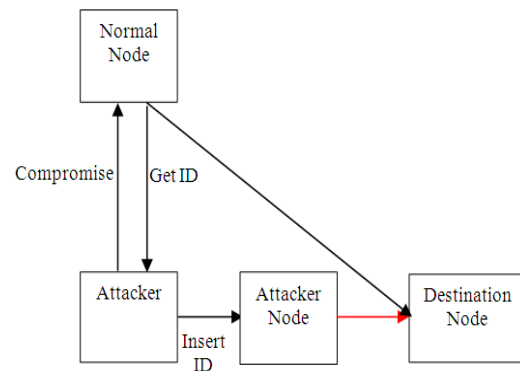 Normal
Node
Compromise
Get ID
Attacker
Insert
ID
Attacker
Node
Destination
Node